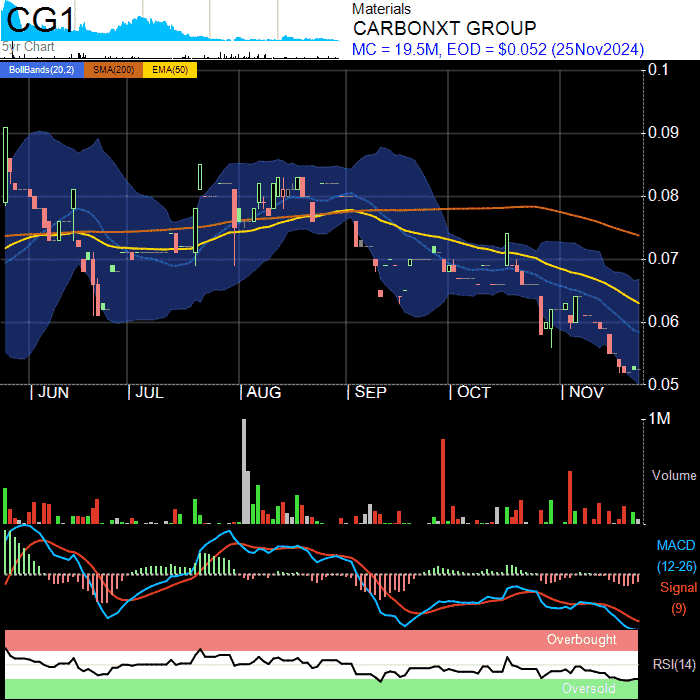 CG1
5yr Chart
Materials
CARBONXT GROUP
MC = 19.5M, EOD = $0.052 (25Nov2024)
BollBands(20,2) SMA(200) EMA(50)
0.1
0.09
0.08
0.07
0.06
0.05
JUN JUL AUG SEP OCT NOV
1M
Volume
MACD
(12-26)
Signal
(9)
Overbought
RSI(14)
Oversold